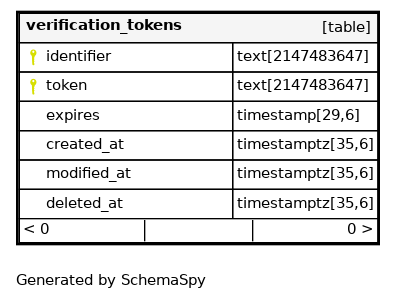 verification_tokens [table]
identifier text[2147483647]
token text[2147483647]
expires timestamp[29,6]
created_at timestamptz[35,6]
modified_at timestamptz[35,6]
deleted_at timestamptz[35,6]
< 0 0 >
Generated by SchemaSpy